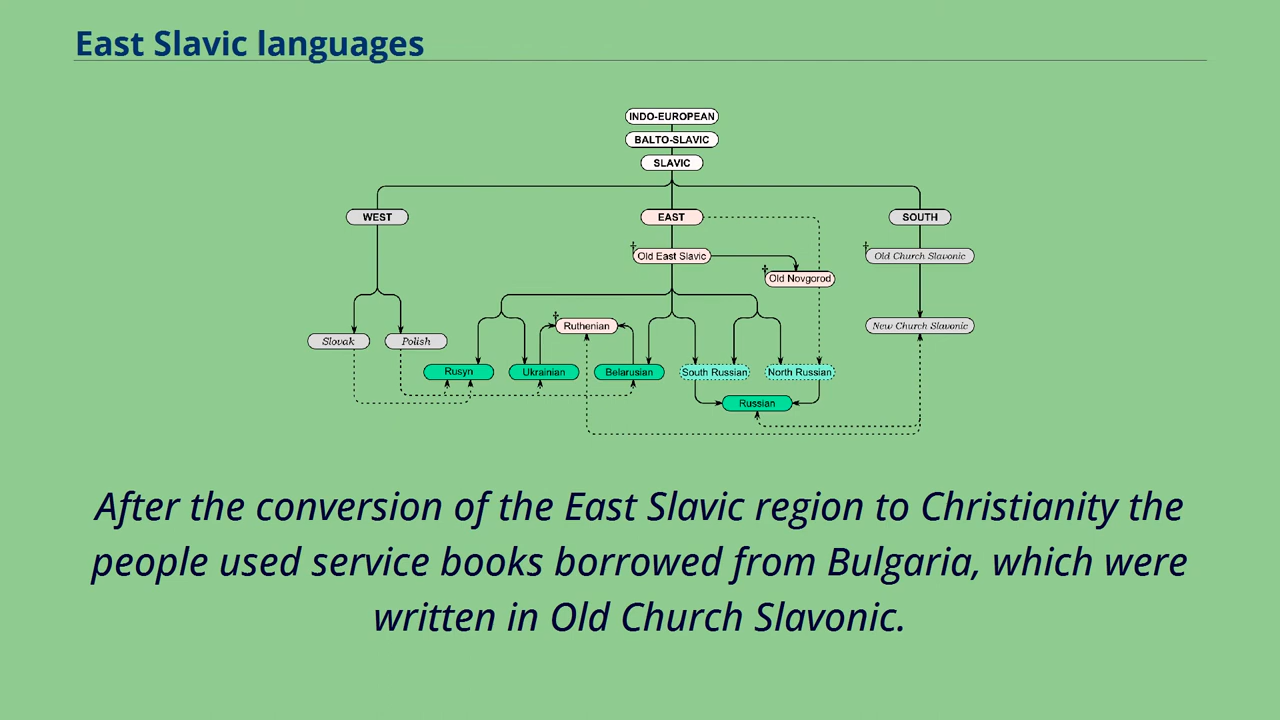 East Slavic languages
INDO-EUROPEAN
BALTO-SLAVIC
SLAVIC
WEST
EAST
SOUTH
† Old East Slavic
† Old Church Slavonic
† Old Novgorod
† Ruthenian
New Church Slavonic
Slovak
Polish
Rusyn
Ukrainian
Belarusian
South Russian
North Russian
Russian
After the conversion of the East Slavic region to Christianity the
people used service books borrowed from Bulgaria, which were
written in Old Church Slavonic.